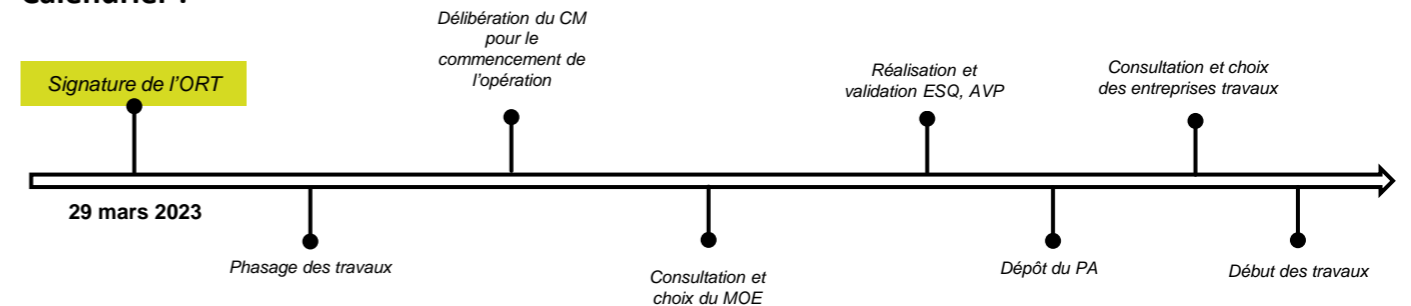 Calendrier :
Délibération du CM
pour le
commencement de
l'opération
Signature de l'ORT
Réalisation et
validation ESQ, AVP
Consultation et choix
des entreprises travaux
29 mars 2023
Phasage des travaux
Consultation et
choix du MOE
Dépôt du PA
Début des travaux